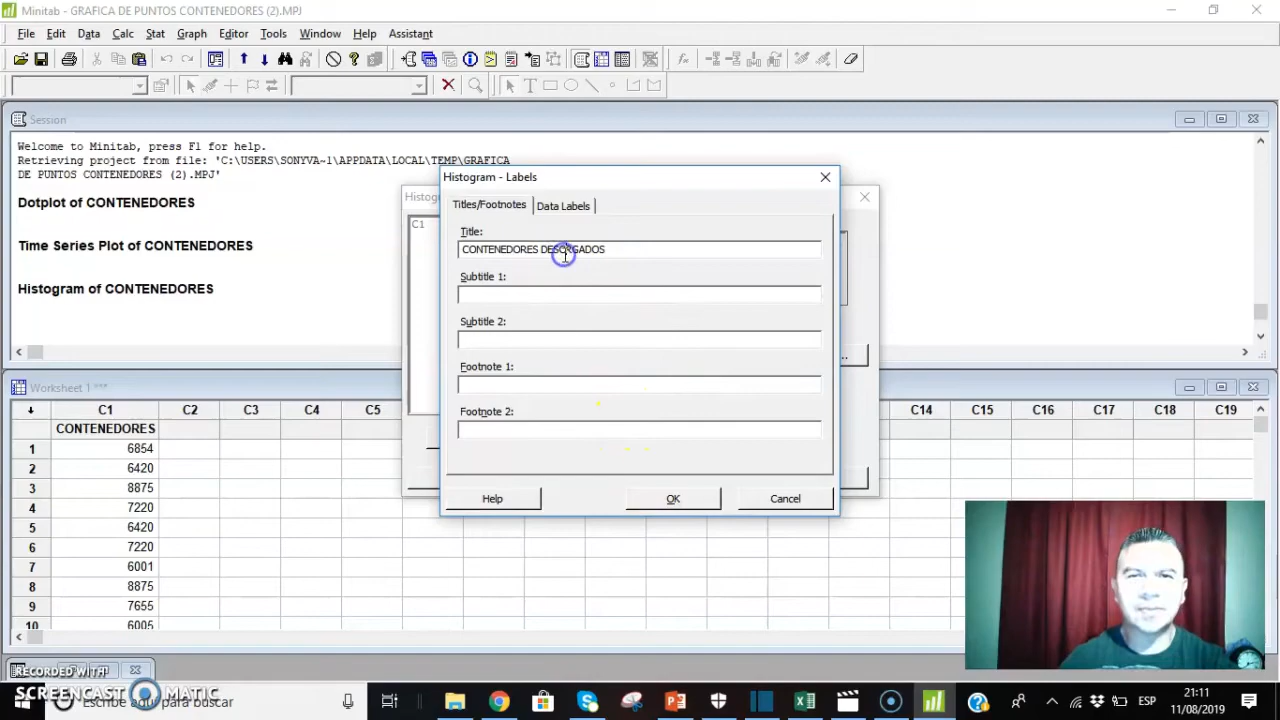 Minitab - GRAFICA DE PUNTOS CONTENEDORES (2).MPJ
File Edit Data Calc Stat Graph Editor Tools Window Help Assistant
Session
Welcome to Minitab, press F1 for help.
Retrieving project from file: 'C:\USERS\SONYVA~1\APPDATA\LOCAL\TEMP\GRAFICA
DE PUNTOS CONTENEDORES (2).MPJ'
Dotplot of CONTENEDORES
Time Series Plot of CONTENEDORES
Histogram of CONTENEDORES
C1
Histogram - Labels
Titles/Footnotes Data Labels
Title:
CONTENEDORES DESCRGADOS
Subtitle 1:
Subtitle 2:
Footnote 1:
Footnote 2:
Help OK Cancel
Worksheet 1 ***
C1 C2 C3 C4 C5 C14 C15 C16 C17 C18 C19
CONTENEDORES
1 6854
2 6420
3 8875
4 7220
5 6420
6 7220
7 6001
8 8875
9 7655
10 6005
RECORDED WITH
SCREENCAST MATIC
Escribe aquí para buscar
ESP
21:11
11/08/2019